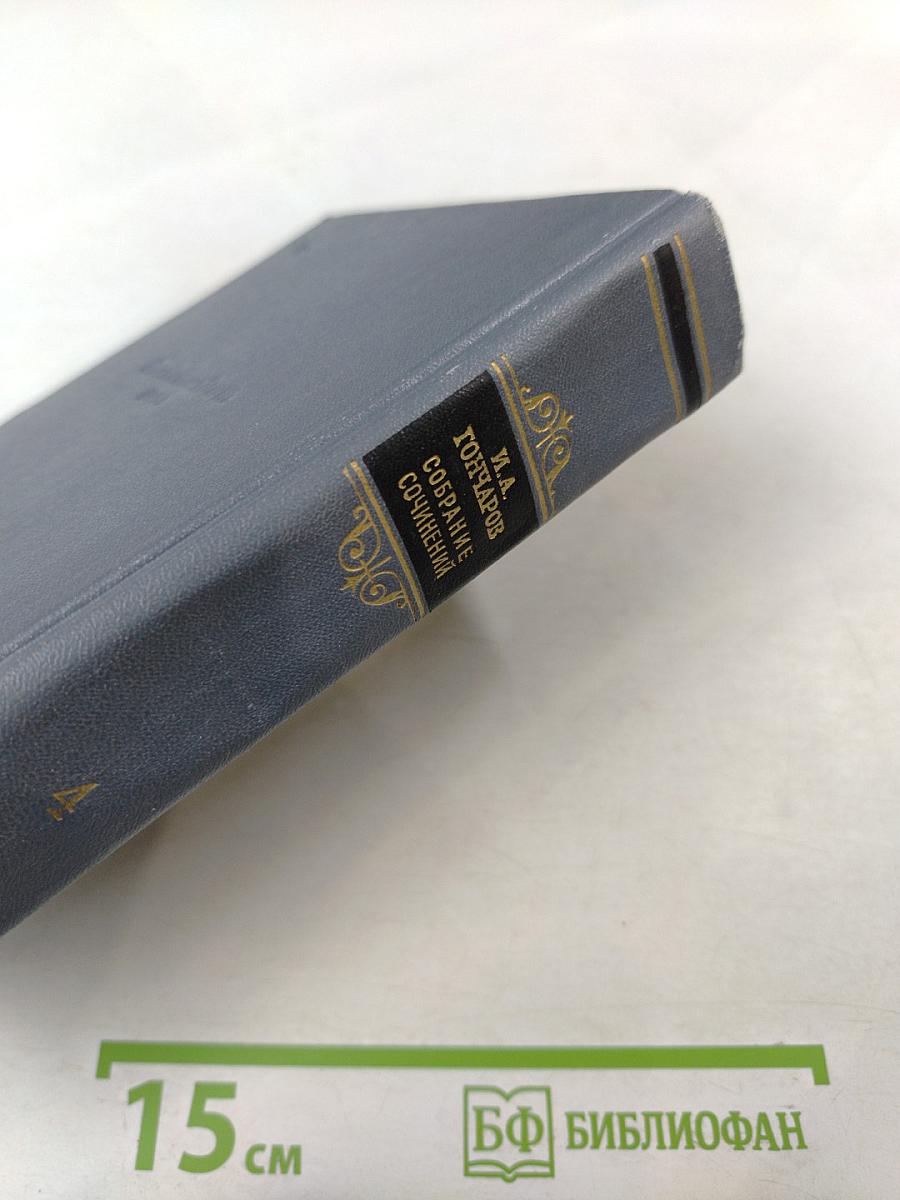 И.А.
ГОНЧАРОВ
СОБРАНИЕ
СОЧИНЕНИЙ
4
15 см
БФ БИБЛИОФАН